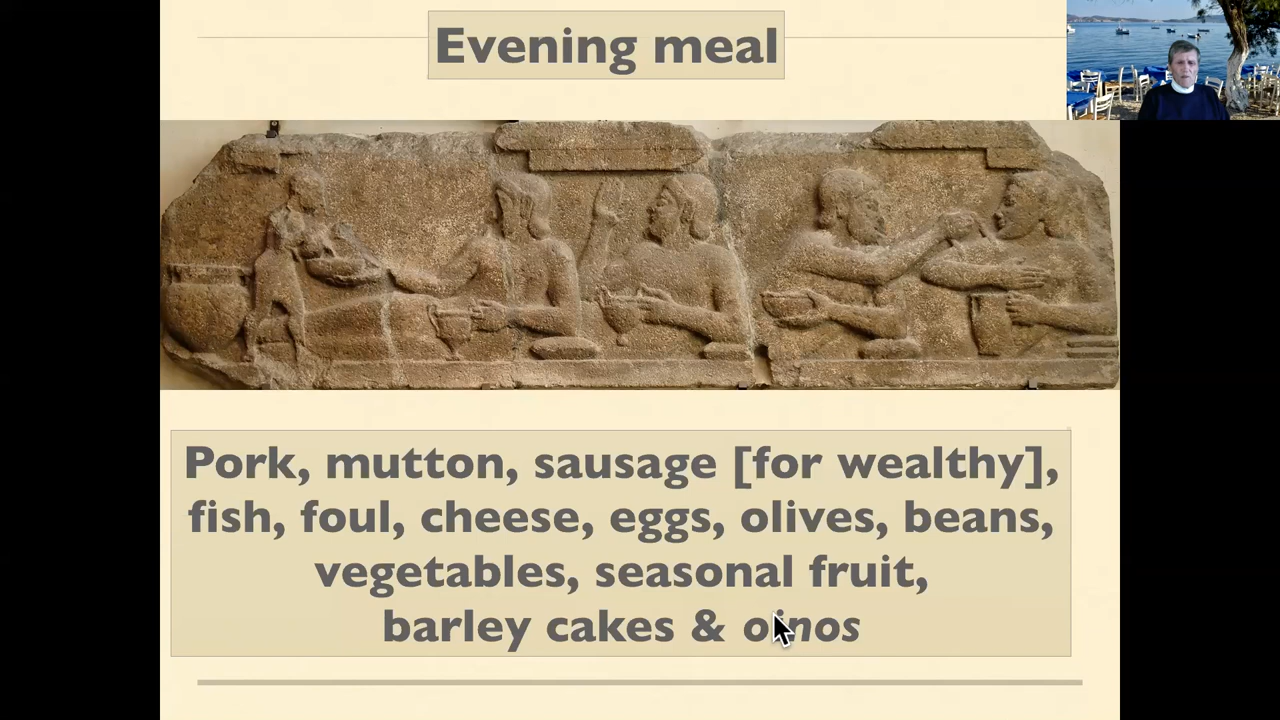 Evening meal
Pork, mutton, sausage [for wealthy],
fish, foul, cheese, eggs, olives, beans,
vegetables, seasonal fruit,
barley cakes & oinos